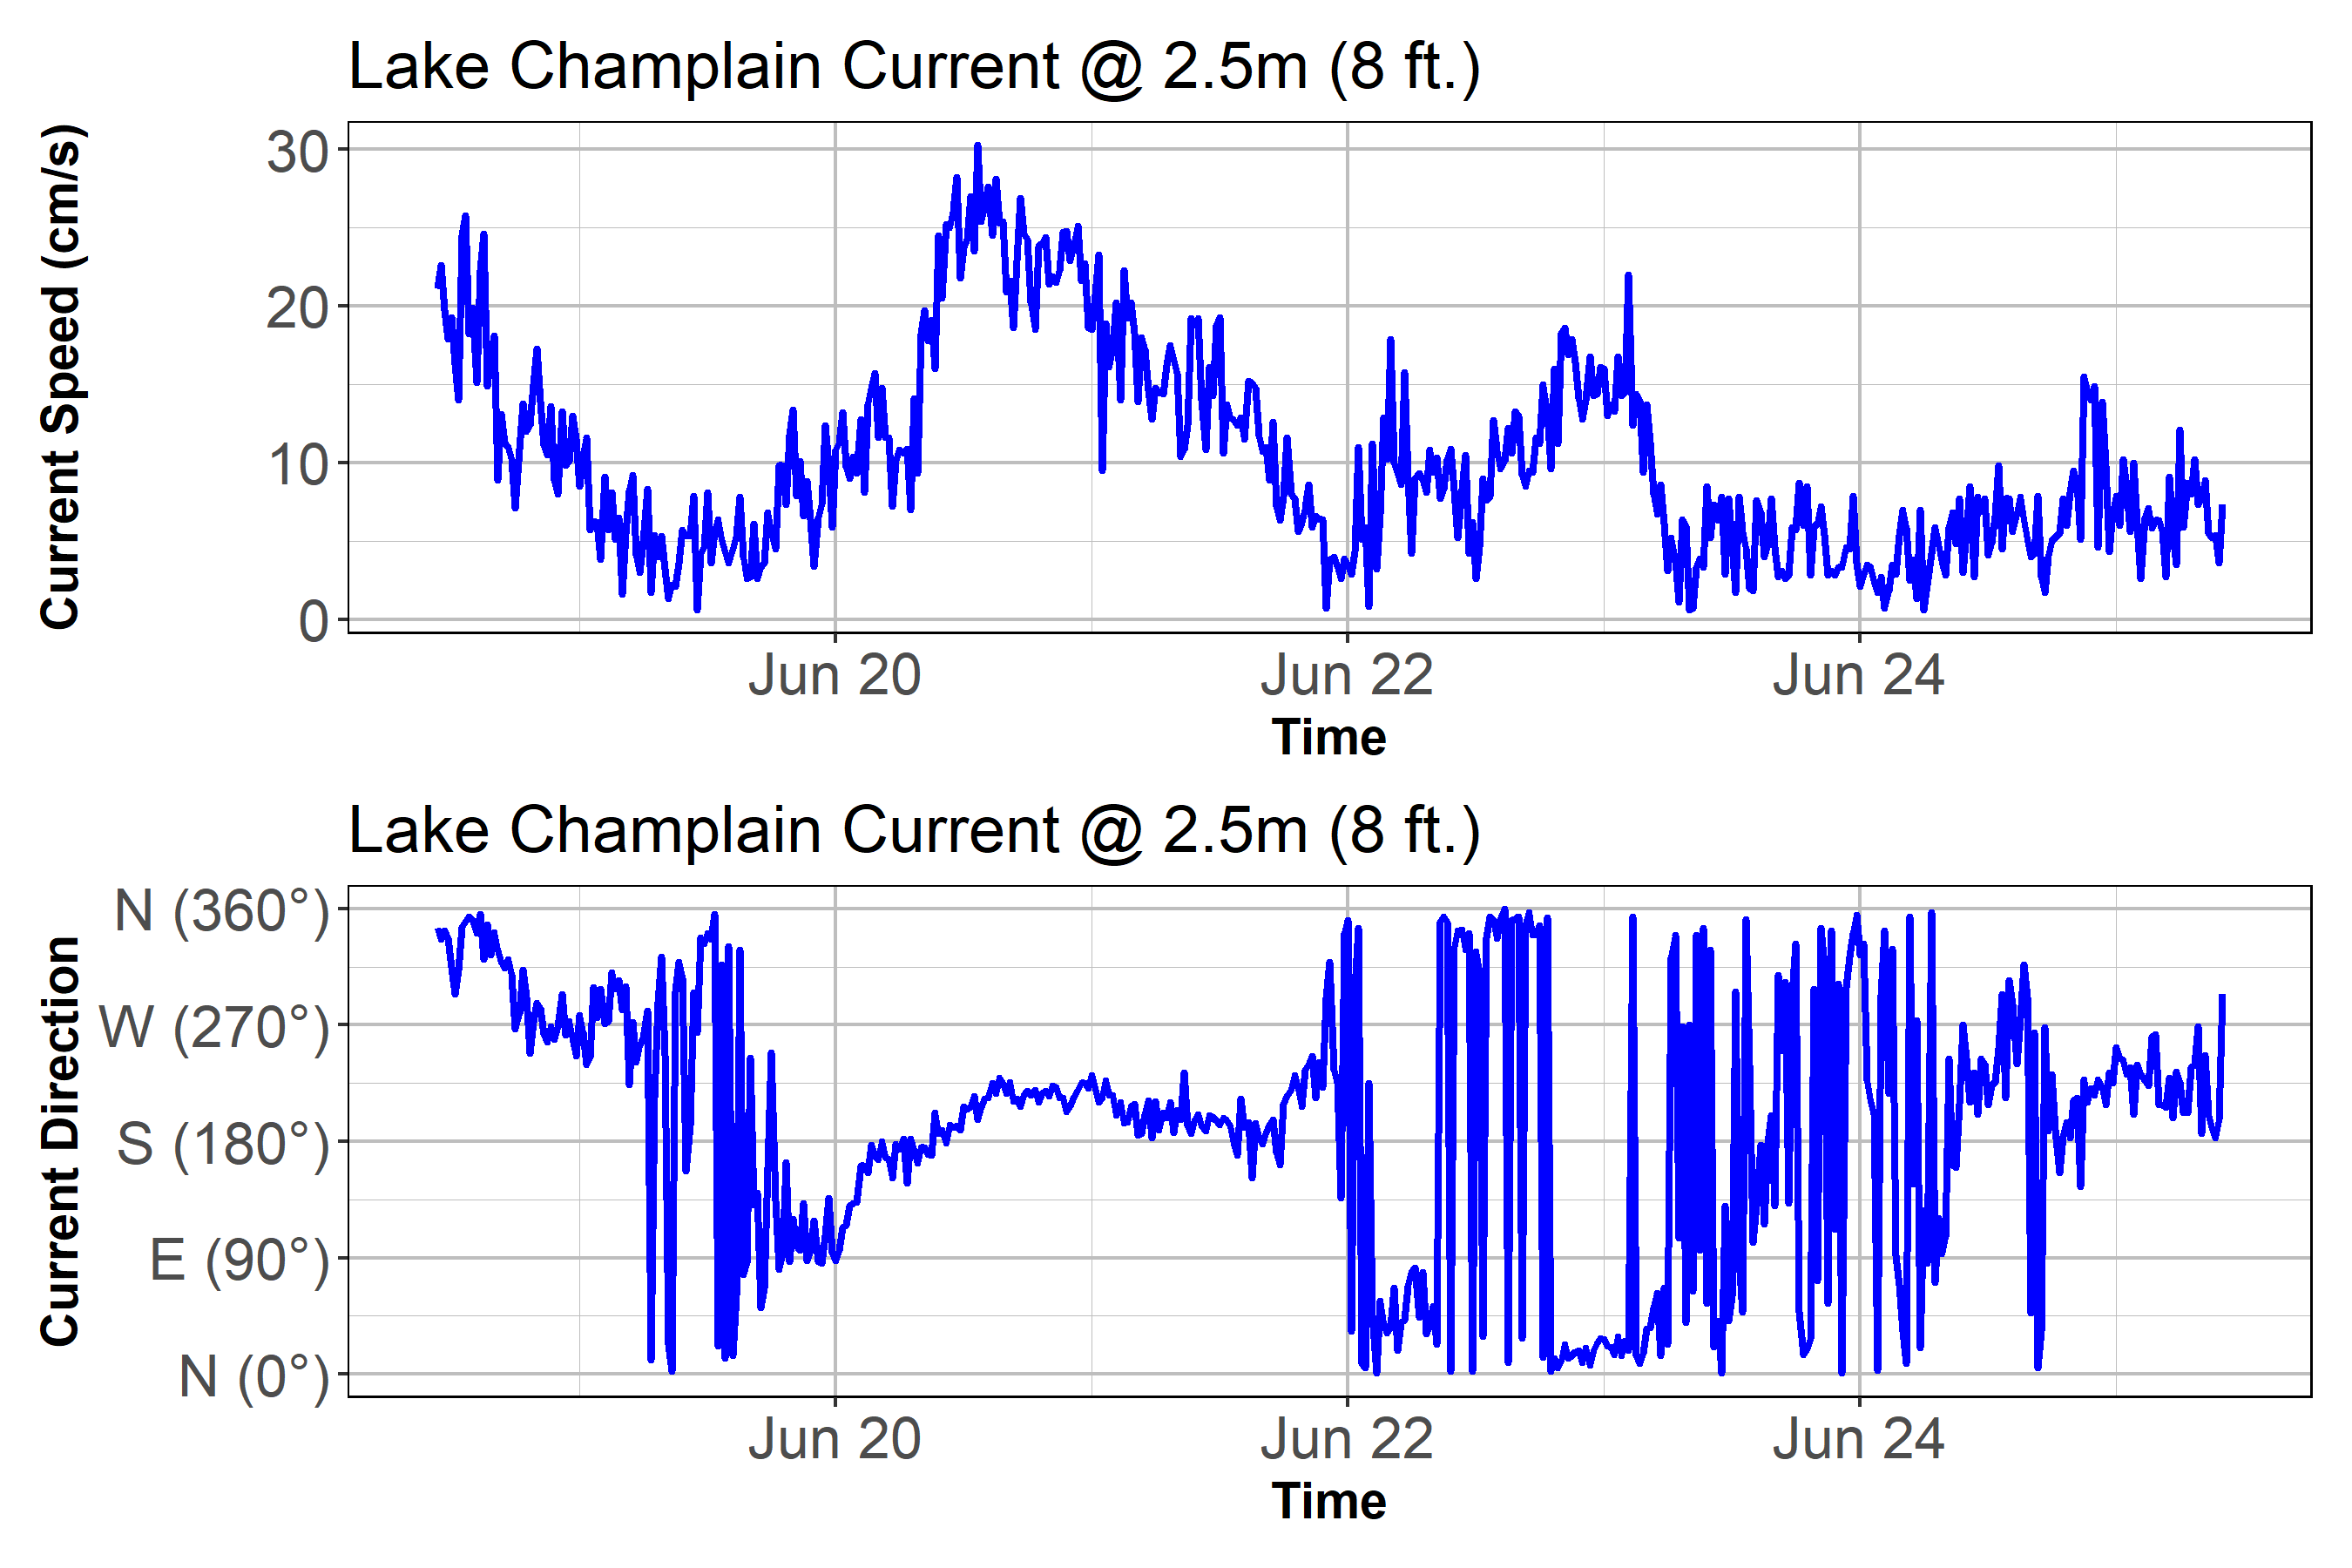 Lake Champlain Current @ 2.5m (8 ft.)
Current Speed (cm/s)
30
20
10
0
Jun 20 Jun 22 Jun 24
Time
Lake Champlain Current @ 2.5m (8 ft.)
Current Direction
N (360°)
W (270°)
S (180°)
E (90°)
N (0°)
Jun 20 Jun 22 Jun 24
Time